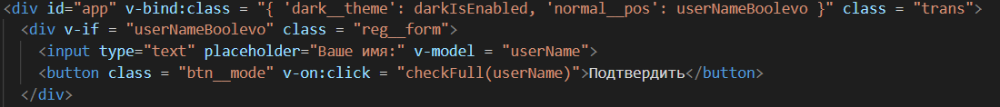 <div id="app" v-bind:class = "{ 'dark__theme': darkIsEnabled, 'normal__pos': userNameBoolevo }" class = "trans">
<div v-if = "userNameBoolevo" class = "reg__form">
<input type="text" placeholder="Ваше имя:" v-model = "userName">
<button class = "btn__mode" v-on:click = "checkFull(userName)">Подтвердить</button>
</div>